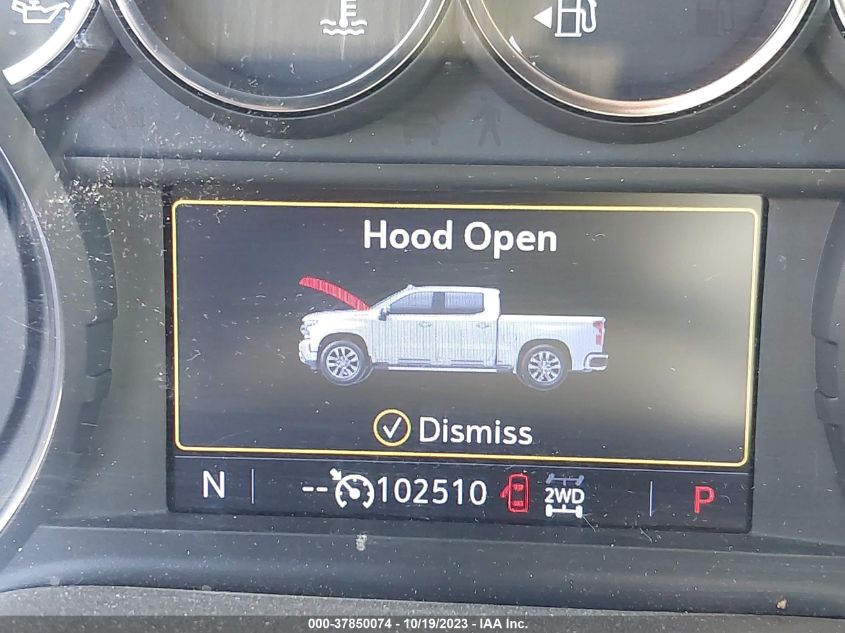 E
Hood Open
Dismiss
N -- 102510 2WD P
000-37850074 - 10/19/2023 - IAA Inc.